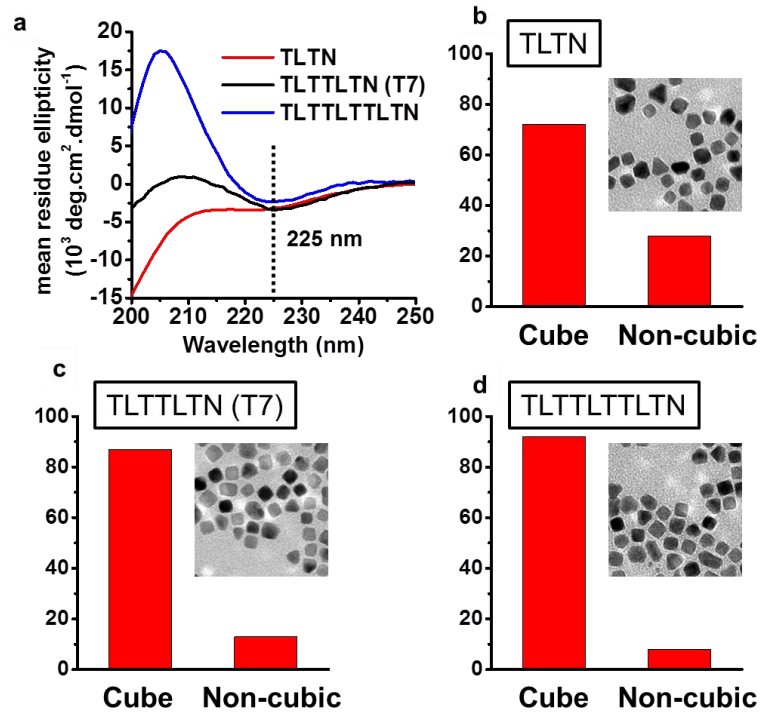 a
20
15
10
5
0
-5
-10
-15
mean residue ellipticity
(10³ deg.cm².dmol⁻¹)
TLTN
TLTTLTN (T7)
TLTTLTTLTN
225 nm
200 210 220 230 240 250
Wavelength (nm)
b
TLTN
100
80
60
40
20
0
Cube Non-cubic
c
TLTTLTN (T7)
100
80
60
40
20
0
Cube Non-cubic
d
TLTTLTTLTN
100
80
60
40
20
0
Cube Non-cubic